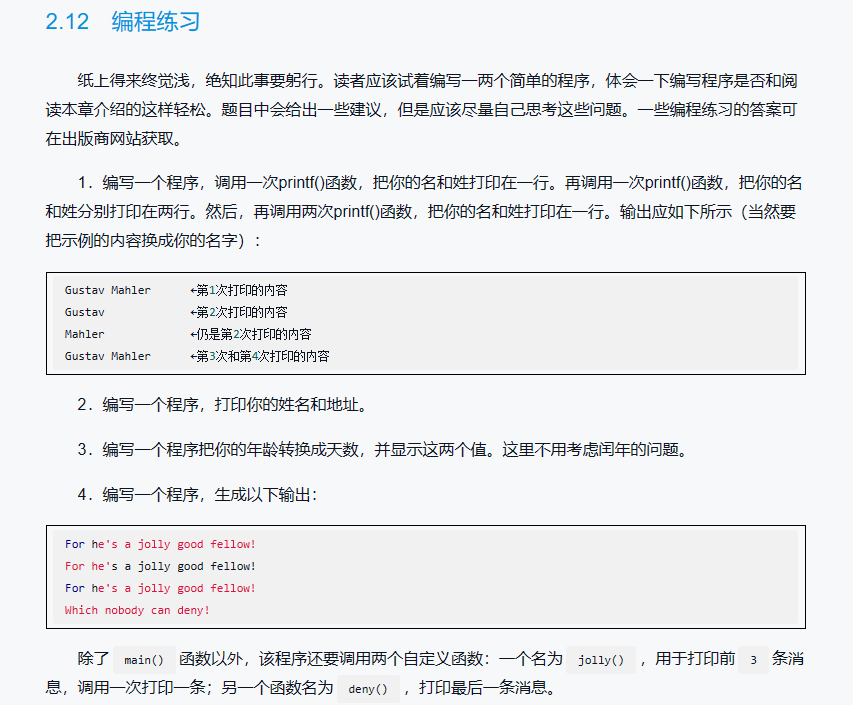 2.12 编程练习
纸上得来终觉浅，绝知此事要躬行。读者应该试着编写一两个简单的程序，体会一下编写程序是否和阅
读本章介绍的这样轻松。题目中会给出一些建议，但是应该尽量自己思考这些问题。一些编程练习的答案可
在出版商网站获取。
1．编写一个程序，调用一次printf()函数，把你的名和姓打印在一行。再调用一次printf()函数，把你的名
和姓分别打印在两行。然后，再调用两次printf()函数，把你的名和姓打印在一行。输出应如下所示（当然要
把示例的内容换成你的名字）：
Gustav Mahler ←第1次打印的内容
Gustav ←第2次打印的内容
Mahler ←仍是第2次打印的内容
Gustav Mahler ←第3次和第4次打印的内容
2．编写一个程序，打印你的姓名和地址。
3．编写一个程序把你的年龄转换成天数，并显示这两个值。这里不用考虑闰年的问题。
4．编写一个程序，生成以下输出：
For he's a jolly good fellow!
For he's a jolly good fellow!
For he's a jolly good fellow!
Which nobody can deny!
除了 main() 函数以外，该程序还要调用两个自定义函数：一个名为 jolly() ，用于打印前 3 条消
息，调用一次打印一条；另一个函数名为 deny() ，打印最后一条消息。